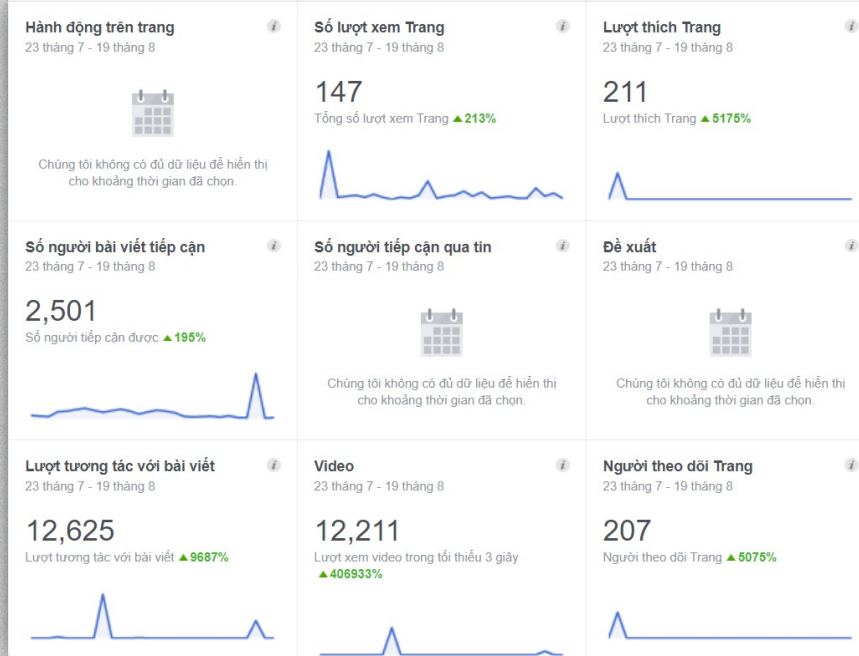 Hành động trên trang
23 tháng 7 - 19 tháng 8
Chúng tôi không có đủ dữ liệu để hiển thị
cho khoảng thời gian đã chọn.
Số lượt xem Trang
23 tháng 7 - 19 tháng 8
147
Tổng số lượt xem Trang ▲213%
Lượt thích Trang
23 tháng 7 - 19 tháng 8
211
Lượt thích Trang ▲5175%
Số người bài viết tiếp cận
23 tháng 7 - 19 tháng 8
2,501
Số người tiếp cận được ▲195%
Số người tiếp cận qua tin
23 tháng 7 - 19 tháng 8
Chúng tôi không có đủ dữ liệu để hiển thị
cho khoảng thời gian đã chọn.
Đề xuất
23 tháng 7 - 19 tháng 8
Chúng tôi không có đủ dữ liệu để hiển thị
cho khoảng thời gian đã chọn.
Lượt tương tác với bài viết
23 tháng 7 - 19 tháng 8
12,625
Lượt tương tác với bài viết ▲9687%
Video
23 tháng 7 - 19 tháng 8
12,211
Lượt xem video trong tối thiểu 3 giây
▲406933%
Người theo dõi Trang
23 tháng 7 - 19 tháng 8
207
Người theo dõi Trang ▲5075%